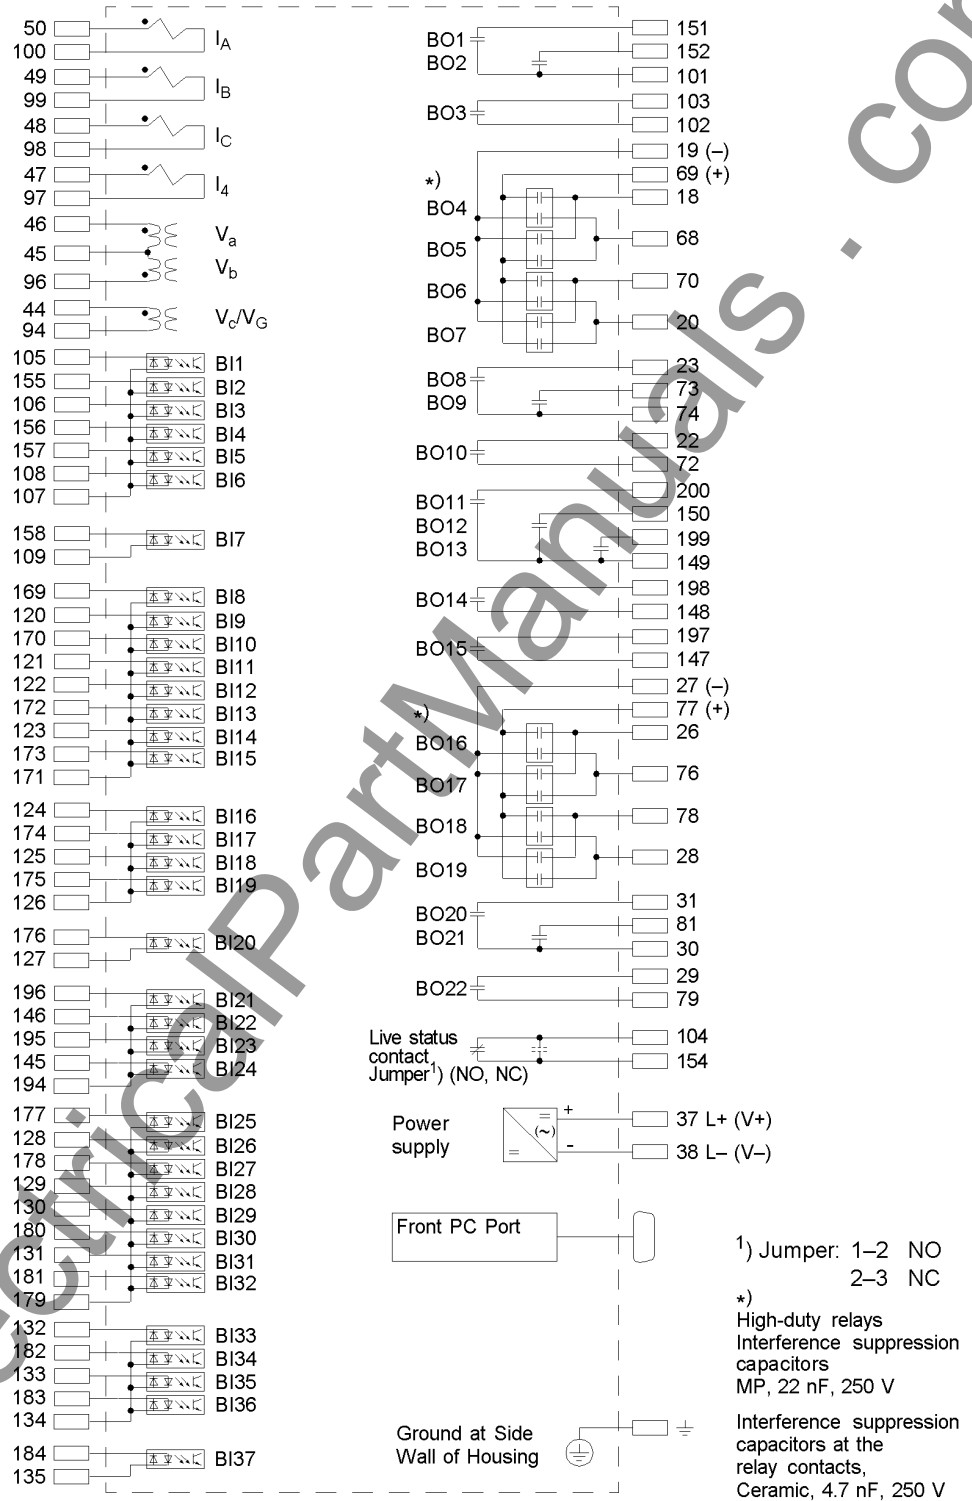 50
100
I_A
49
99
I_B
48
98
I_C
47
97
I_4
46
V_a
45
V_b
96
44
V_c/V_G
94
105
BI1
155
BI2
106
BI3
156
BI4
157
BI5
108
BI6
107
158
BI7
109
169
BI8
120
BI9
170
BI10
121
BI11
122
BI12
172
BI13
123
BI14
173
BI15
171
124
BI16
174
BI17
125
BI18
175
BI19
126
176
BI20
127
196
BI21
146
BI22
195
BI23
145
BI24
194
177
BI25
128
BI26
178
BI27
129
BI28
130
BI29
180
BI30
131
BI31
181
BI32
179
132
BI33
182
BI34
133
BI35
183
BI36
134
184
BI37
135
BO1
151
BO2
152
101
BO3
103
102
19 (–)
69 (+)
*)
18
BO4
68
BO5
70
BO6
20
BO7
23
BO8
73
BO9
74
22
BO10
72
200
BO11
150
BO12
199
BO13
149
198
BO14
148
197
BO15
147
27 (–)
77 (+)
*)
26
BO16
76
BO17
78
BO18
28
BO19
31
BO20
81
BO21
30
29
BO22
79
Live status
contact
Jumper1) (NO, NC)
104
154
Power
supply
+
=
(~)
=
-
37 L+ (V+)
38 L– (V–)
Front PC Port
Ground at Side
Wall of Housing
1) Jumper: 1–2 NO
2–3 NC
*)
High-duty relays
Interference suppression
capacitors
MP, 22 nF, 250 V
Interference suppression
capacitors at the
relay contacts,
Ceramic, 4.7 nF, 250 V
ectricalPartManuals . com